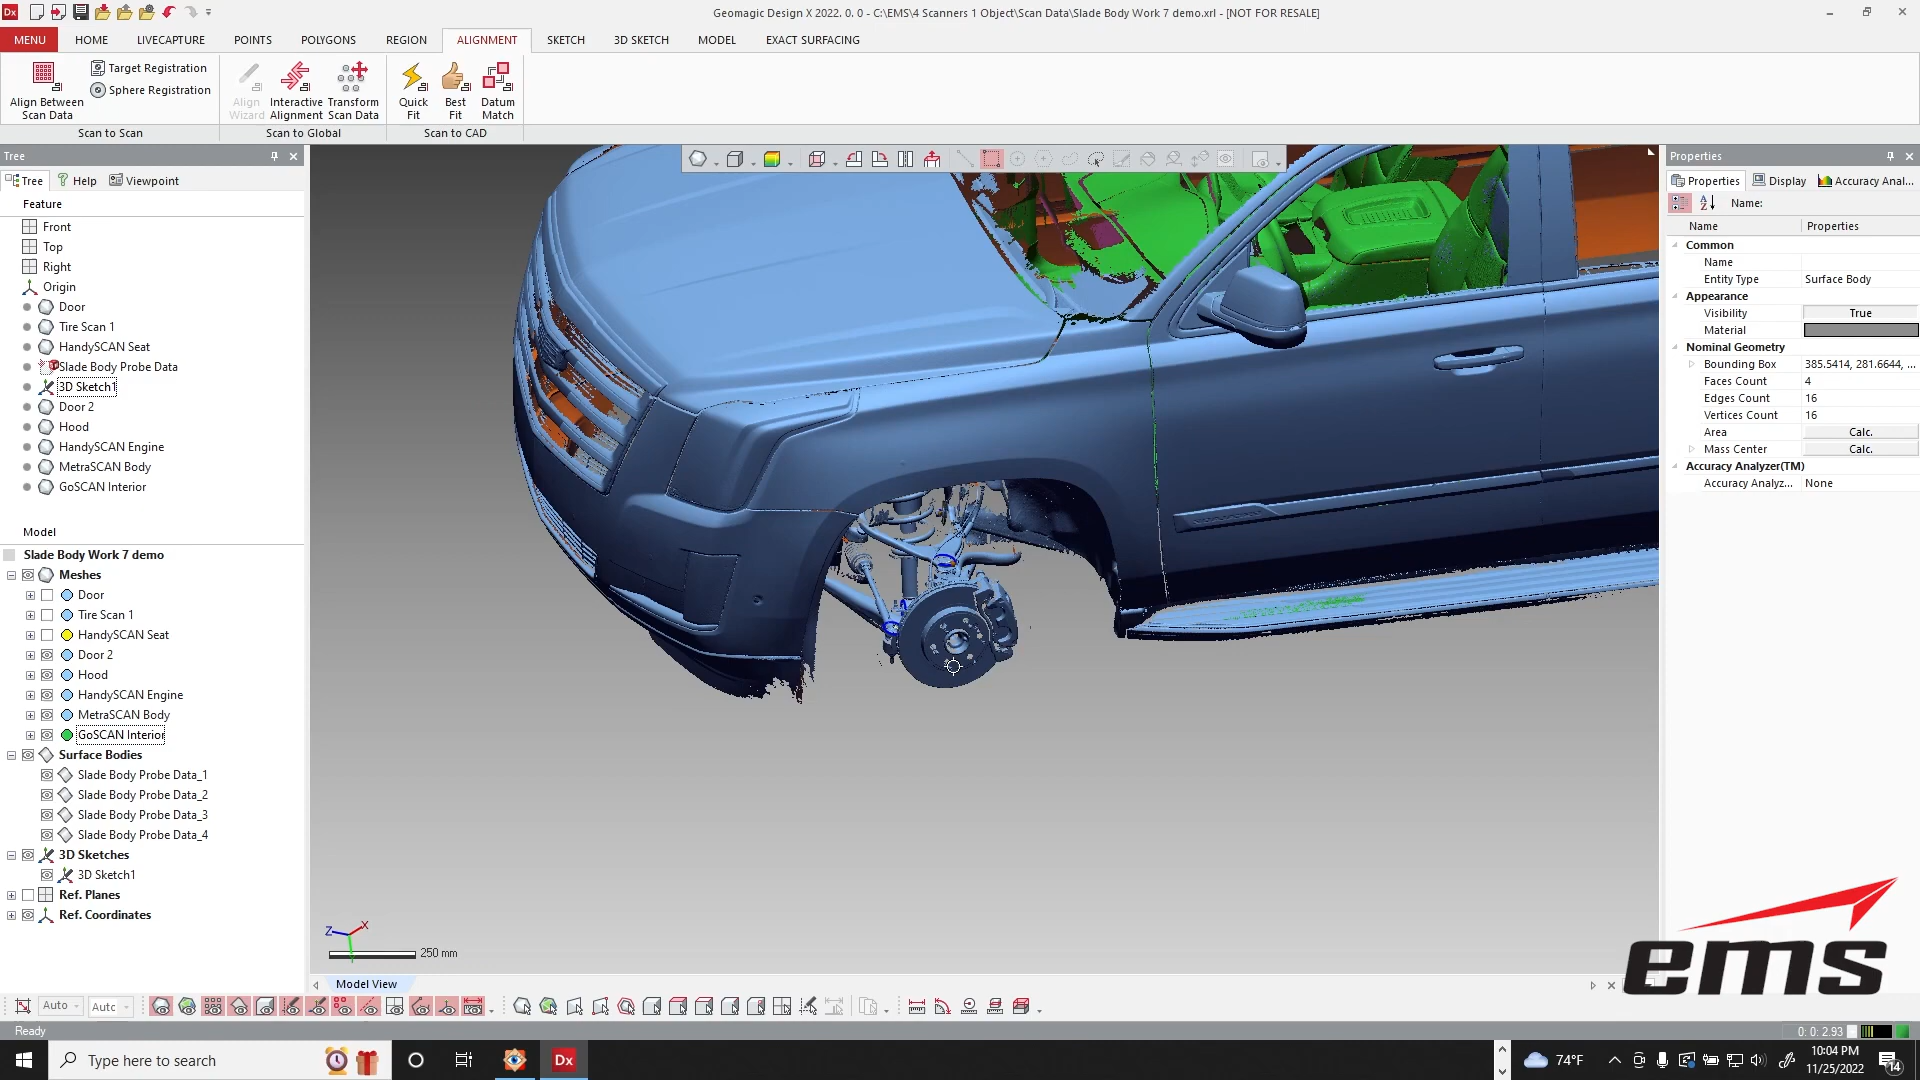 Dx
Geomagic Design X 2022. 0. 0 - C:\EMS\4 Scanners 1 Object\Scan Data\Slade Body Work 7 demo.xrl - [NOT FOR RESALE]
MENU HOME LIVECAPTURE POINTS POLYGONS REGION ALIGNMENT SKETCH 3D SKETCH MODEL EXACT SURFACING
Align Between Scan Data
Target Registration
Sphere Registration
Align Wizard
Interactive Alignment
Transform Scan Data
Quick Fit
Best Fit
Datum Match
Scan to Scan
Scan to Global
Scan to CAD
Tree
Tree Help Viewpoint
Feature
Front
Top
Right
Origin
Door
Tire Scan 1
HandySCAN Seat
Slade Body Probe Data
3D Sketch1
Door 2
Hood
HandySCAN Engine
MetraSCAN Body
GoSCAN Interior
Model
Slade Body Work 7 demo
Meshes
Door
Tire Scan 1
HandySCAN Seat
Door 2
Hood
HandySCAN Engine
MetraSCAN Body
GoSCAN Interior
Surface Bodies
Slade Body Probe Data_1
Slade Body Probe Data_2
Slade Body Probe Data_3
Slade Body Probe Data_4
3D Sketches
3D Sketch1
Ref. Planes
Ref. Coordinates
Z X
250 mm
Model View
Properties
Properties Display Accuracy Anal...
Name:
Name Properties
Common
Name
Entity Type Surface Body
Appearance
Visibility True
Material
Nominal Geometry
Bounding Box 385.5414, 281.6644, ...
Faces Count 4
Edges Count 16
Vertices Count 16
Area Calc.
Mass Center Calc.
Accuracy Analyzer(TM)
Accuracy Analyz... None
ems
Auto Autc
Ready
0: 0: 2.93
Type here to search
Dx
74°F
10:04 PM
11/25/2022
14